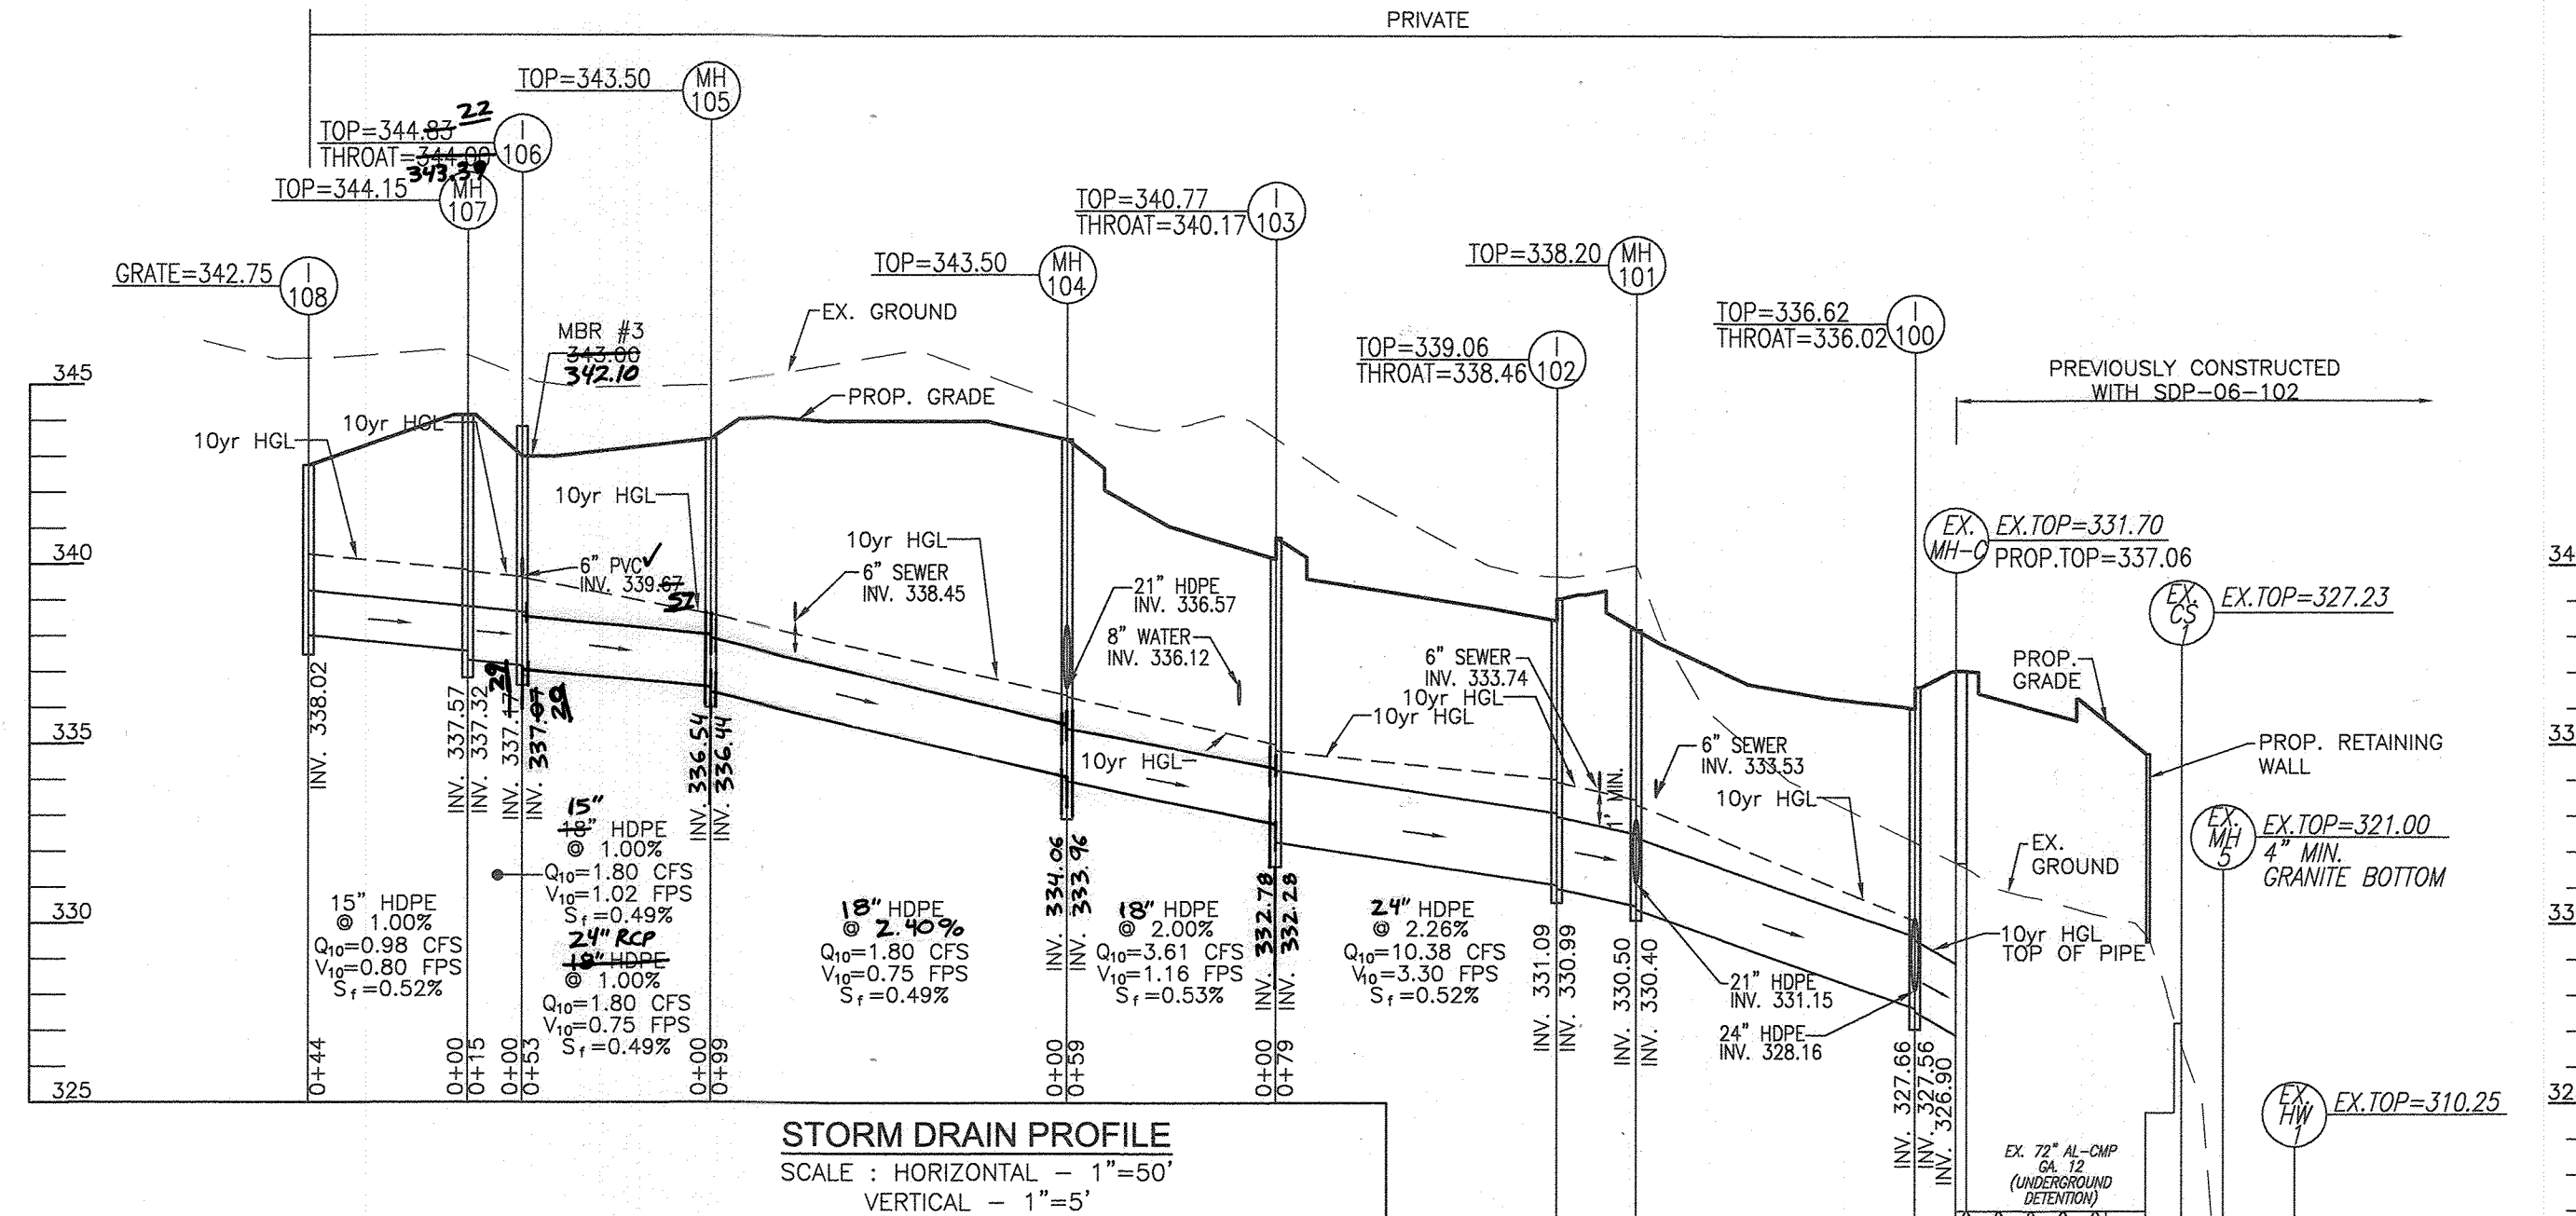 PRIVATE
TOP=343.50
MH
105
22
TOP=344.83
THROAT=344.00
343.39
I
106
TOP=344.15
MH
107
GRATE=342.75
I
108
TOP=343.50
MH
104
TOP=340.77
THROAT=340.17
I
103
TOP=338.20
MH
101
TOP=339.06
THROAT=338.46
I
102
TOP=336.62
THROAT=336.02
I
100
PREVIOUSLY CONSTRUCTED
WITH SDP-06-102
MBR #3
343.00
342.10
EX. GROUND
PROP. GRADE
345
340
335
330
325
10yr HGL
10yr HGL
10yr HGL
10yr HGL
6" PVC ✓
INV. 339.67
52
6" SEWER
INV. 338.45
21" HDPE
INV. 336.57
8" WATER
INV. 336.12
10yr HGL
10yr HGL
6" SEWER
INV. 333.74
10yr HGL
1' MIN.
6" SEWER
INV. 333.53
10yr HGL
EX.
MH-C
EX.TOP=331.70
PROP.TOP=337.06
EX.
CS
1
EX.TOP=327.23
PROP.
GRADE
PROP. RETAINING
WALL
EX.
MH
5
EX.TOP=321.00
4" MIN.
GRANITE BOTTOM
EX.
GROUND
10yr HGL
TOP OF PIPE
21" HDPE
INV. 331.15
24" HDPE
INV. 328.16
EX.
HW
1
EX.TOP=310.25
34
33
33
32
INV. 338.02
INV. 337.57
INV. 337.32
INV. 337.17
29
INV. 337.07
20
INV. 336.54
INV. 336.44
INV. 334.06
INV. 333.96
INV. 332.78
INV. 332.28
INV. 331.09
INV. 330.99
INV. 330.50
INV. 330.40
INV. 327.66
INV. 327.56
INV. 326.90
15" HDPE
@ 1.00%
Q10=0.98 CFS
V10=0.80 FPS
Sf=0.52%
15"
18" HDPE
@ 1.00%
Q10=1.80 CFS
V10=1.02 FPS
Sf=0.49%
24" RCP
18" HDPE
@ 1.00%
Q10=1.80 CFS
V10=0.75 FPS
Sf=0.49%
18" HDPE
@ 2.40%
Q10=1.80 CFS
V10=0.75 FPS
Sf=0.49%
18" HDPE
@ 2.00%
Q10=3.61 CFS
V10=1.16 FPS
Sf=0.53%
24" HDPE
@ 2.26%
Q10=10.38 CFS
V10=3.30 FPS
Sf=0.52%
0+44
0+00
0+15
0+00
0+53
0+00
0+99
0+00
0+59
0+00
0+79
EX. 72" AL-CMP
GA. 12
(UNDERGROUND
DETENTION)
STORM DRAIN PROFILE
SCALE : HORIZONTAL - 1"=50'
VERTICAL - 1"=5'